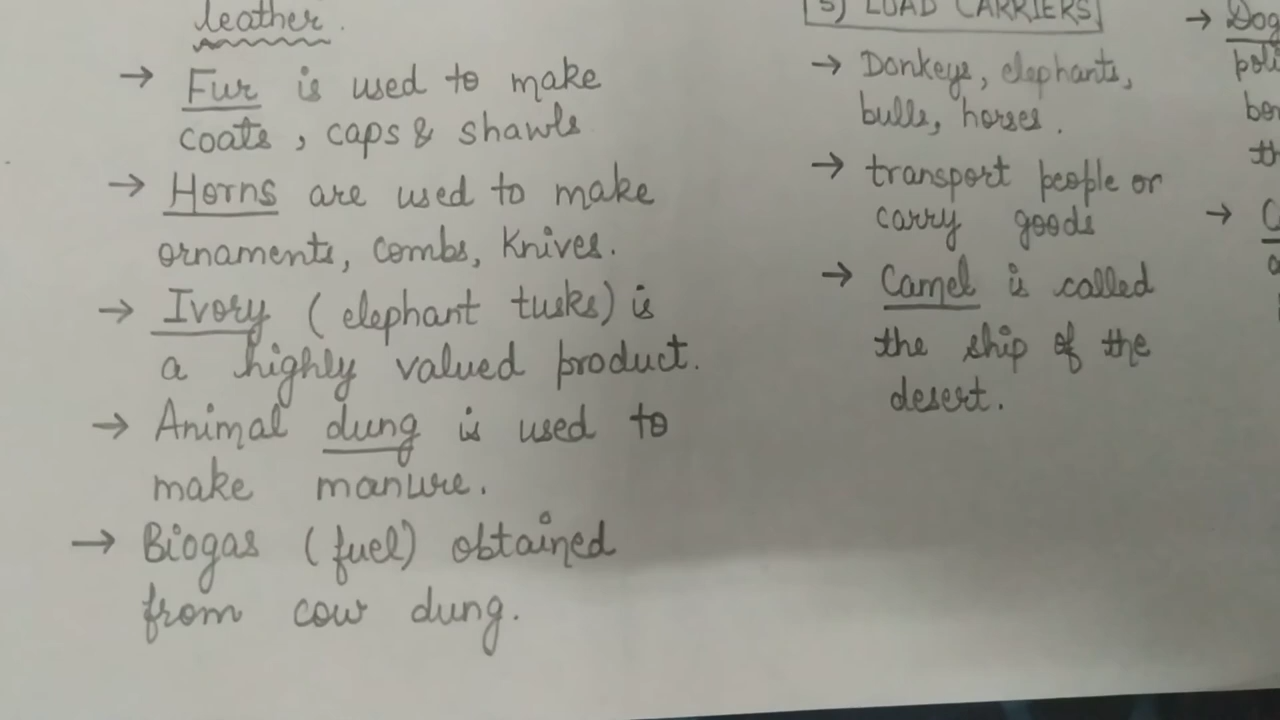 leather.
→ Fur is used to make
coats, caps & shawls
→ Horns are used to make
ornaments, combs, Knives.
→ Ivory (elephant tusks) is
a highly valued product.
→ Animal dung is used to
make manure.
→ Biogas (fuel) obtained
from cow dung.
5) LOAD CARRIERS
→ Donkeys, elephants,
bulls, horses.
→ transport people or
carry goods
→ Camel is called
the ship of the
desert.
→ Dog